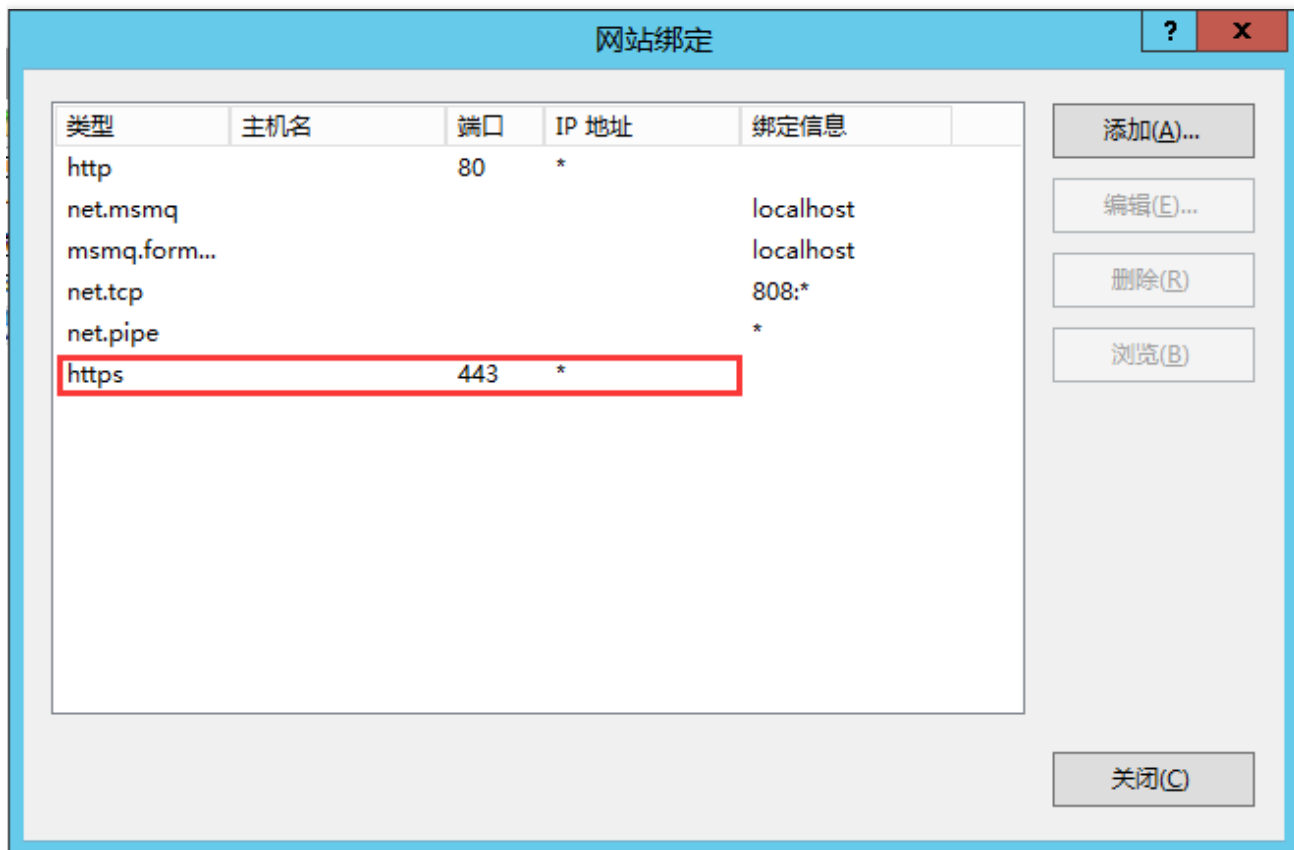 网站绑定
? x
类型 主机名 端口 IP 地址 绑定信息
http 80 *
net.msmq localhost
msmq.form... localhost
net.tcp 808:*
net.pipe *
https 443 *
添加(A)...
编辑(E)...
删除(R)
浏览(B)
关闭(C)